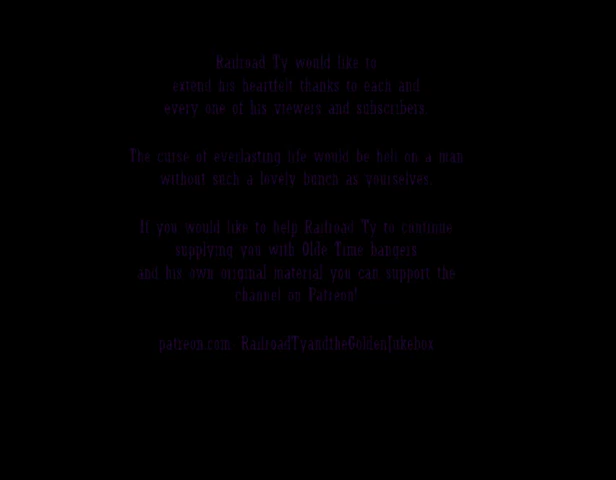 Railroad Ty would like to
extend his heartfelt thanks to each and
every one of his viewers and subscribers.
The curse of everlasting life would be hell on a man
without such a lovely bunch as yourselves.
If you would like to help Railroad Ty to continue
supplying you with Olde Time bangers
and his own original material you can support the
channel on Patreon!
patreon.com/RailroadTyandtheGoldenJukebox